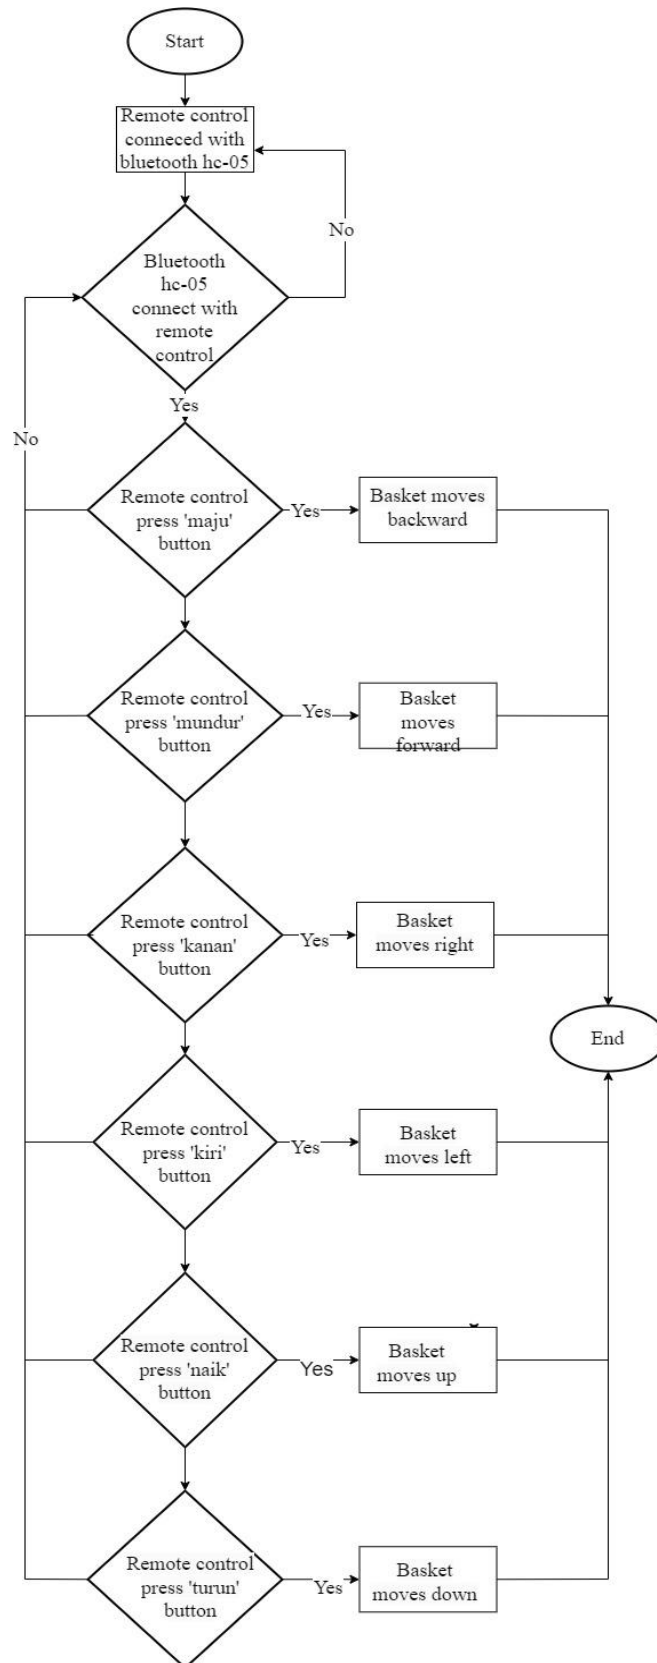 Start
Remote control
conneced with
bluetooth hc-05
No
Bluetooth
hc-05
connect with
remote
control
Yes
No
Remote control
press 'maju'
button
Yes
Basket moves
backward
Remote control
press 'mundur'
button
Yes
Basket
moves
forward
Remote control
press 'kanan'
button
Yes
Basket
moves right
End
Remote control
press 'kiri'
button
Yes
Basket
moves left
Remote control
press 'naik'
button
Yes
Basket
moves up
Remote control
press 'turun'
button
Yes
Basket
moves down